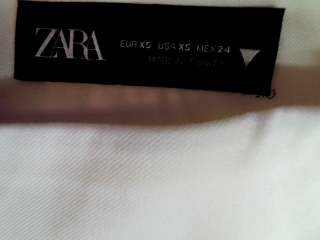 ZARA
EUR XS USA XS MEX 24
MADE IN TURKEY